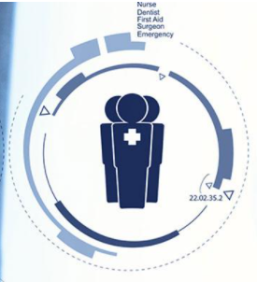 Nurse
Dentist
First Aid
Surgeon
Emergency
22.02.35.2